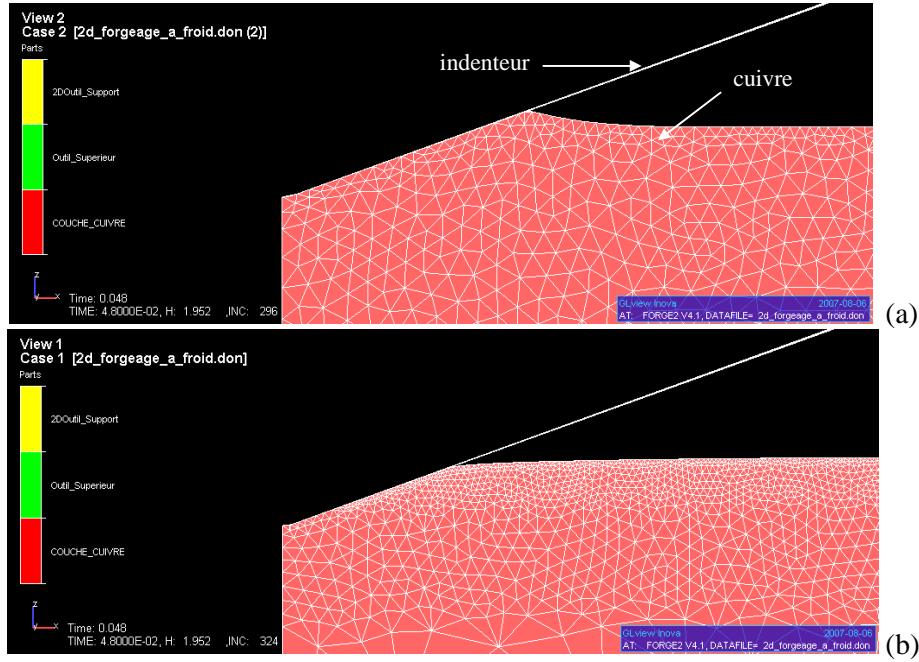 View 2
Case 2 [2d_forgeage_a_froid.don (2)]
Parts
2DOutil_Support
Outil_Superieur
COUCHE_CUIVRE
indenteur
cuivre
z
y x
Time: 0.048
TIME: 4.8000E-02, H: 1.952 ,INC: 296
GLview Inova 2007-08-06
AT: FORGE2 V4.1, DATAFILE= 2d_forgeage_a_froid.don
(a)
View 1
Case 1 [2d_forgeage_a_froid.don]
Parts
2DOutil_Support
Outil_Superieur
COUCHE_CUIVRE
z
y x
Time: 0.048
TIME: 4.8000E-02, H: 1.952 ,INC: 324
GLview Inova 2007-08-06
AT: FORGE2 V4.1, DATAFILE= 2d_forgeage_a_froid.don
(b)